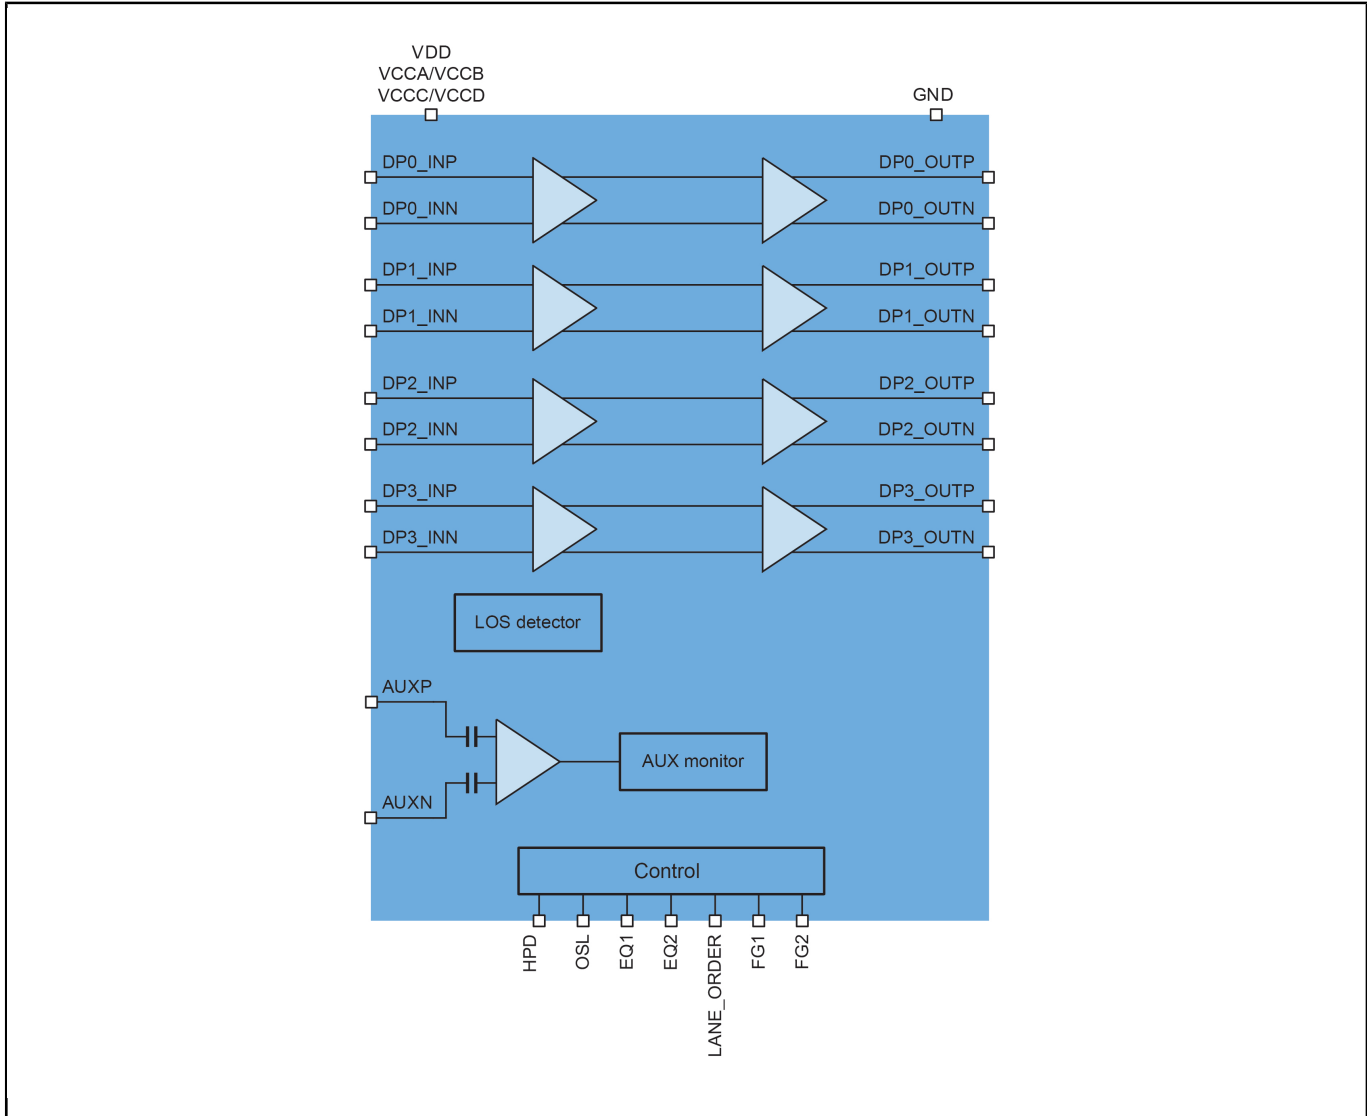 VDD
VCCA/VCCB
VCCC/VCCD
GND
DP0_INP
DP0_OUTP
DP0_INN
DP0_OUTN
DP1_INP
DP1_OUTP
DP1_INN
DP1_OUTN
DP2_INP
DP2_OUTP
DP2_INN
DP2_OUTN
DP3_INP
DP3_OUTP
DP3_INN
DP3_OUTN
LOS detector
AUXP
AUX monitor
AUXN
Control
HPD
OSL
EQ1
EQ2
LANE_ORDER
FG1
FG2